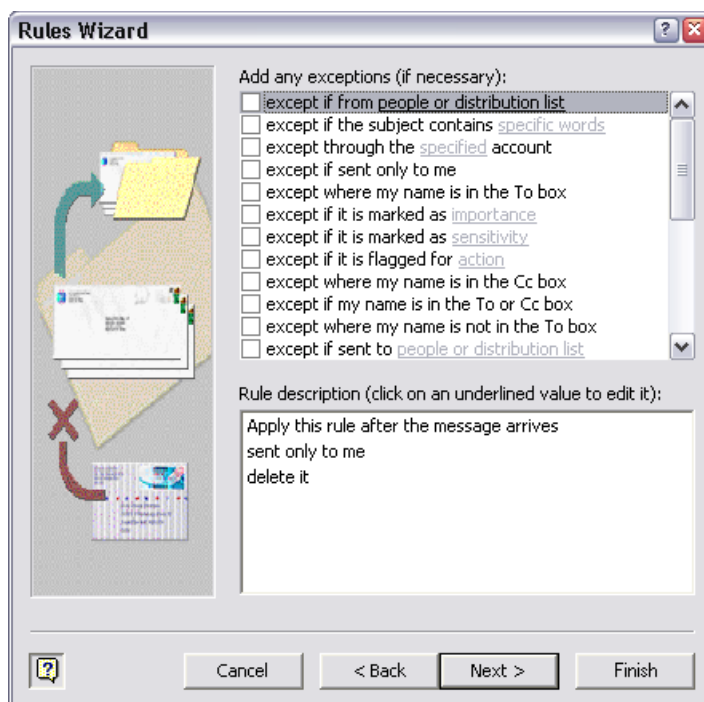 Rules Wizard
Add any exceptions (if necessary):
except if from people or distribution list
except if the subject contains specific words
except through the specified account
except if sent only to me
except where my name is in the To box
except if it is marked as importance
except if it is marked as sensitivity
except if it is flagged for action
except where my name is in the Cc box
except if my name is in the To or Cc box
except where my name is not in the To box
except if sent to people or distribution list
Rule description (click on an underlined value to edit it):
Apply this rule after the message arrives
sent only to me
delete it
Cancel
< Back
Next >
Finish